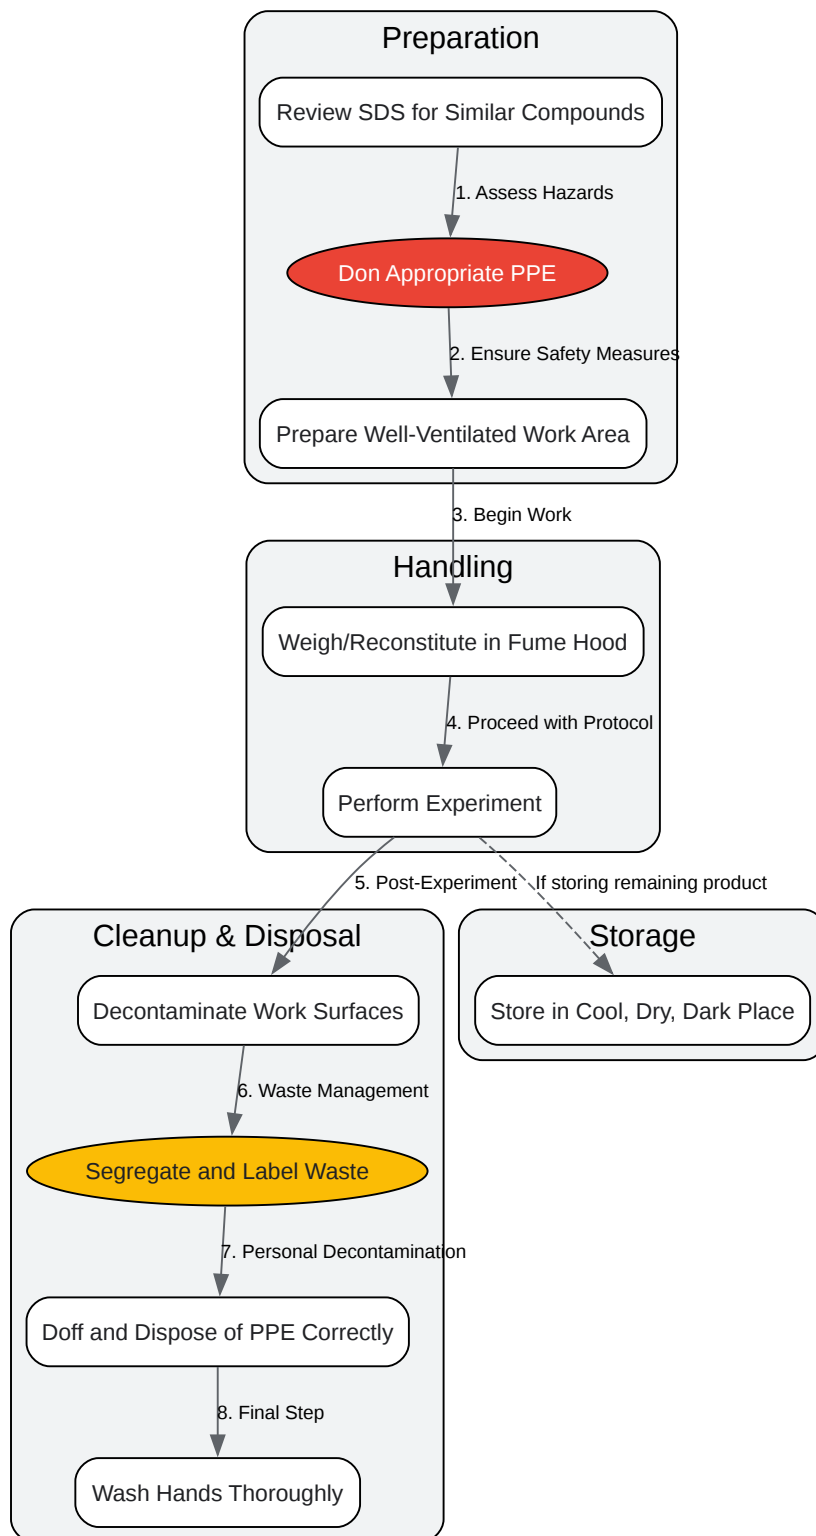 Preparation
Review SDS for Similar Compounds
1. Assess Hazards
Don Appropriate PPE
2. Ensure Safety Measures
Prepare Well-Ventilated Work Area
3. Begin Work
Handling
Weigh/Reconstitute in Fume Hood
4. Proceed with Protocol
Perform Experiment
5. Post-Experiment
If storing remaining product
Cleanup & Disposal
Storage
Decontaminate Work Surfaces
Store in Cool, Dry, Dark Place
6. Waste Management
Segregate and Label Waste
7. Personal Decontamination
Doff and Dispose of PPE Correctly
8. Final Step
Wash Hands Thoroughly